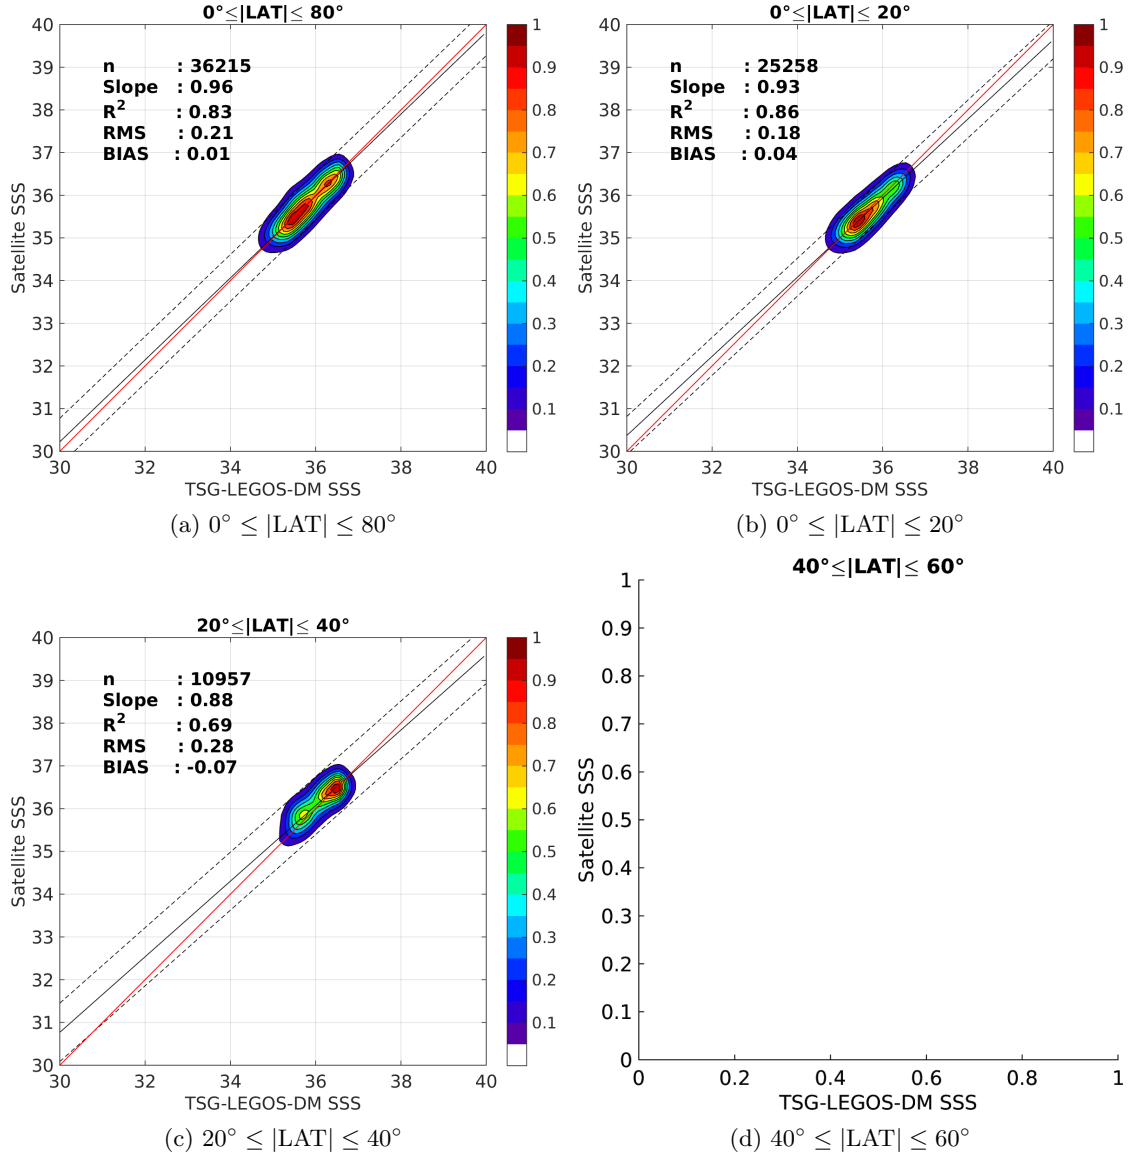 0°≤|LAT|≤ 80°
n : 36215
Slope : 0.96
R² : 0.83
RMS : 0.21
BIAS : 0.01
40
39
38
37
36
35
34
33
32
31
30
Satellite SSS
30 32 34 36 38 40
TSG-LEGOS-DM SSS
1
0.9
0.8
0.7
0.6
0.5
0.4
0.3
0.2
0.1
(a) 0° ≤ |LAT| ≤ 80°
0°≤|LAT|≤ 20°
n : 25258
Slope : 0.93
R² : 0.86
RMS : 0.18
BIAS : 0.04
40
39
38
37
36
35
34
33
32
31
30
Satellite SSS
30 32 34 36 38 40
TSG-LEGOS-DM SSS
1
0.9
0.8
0.7
0.6
0.5
0.4
0.3
0.2
0.1
(b) 0° ≤ |LAT| ≤ 20°
20°≤|LAT|≤ 40°
n : 10957
Slope : 0.88
R² : 0.69
RMS : 0.28
BIAS : -0.07
40
39
38
37
36
35
34
33
32
31
30
Satellite SSS
30 32 34 36 38 40
TSG-LEGOS-DM SSS
1
0.9
0.8
0.7
0.6
0.5
0.4
0.3
0.2
0.1
(c) 20° ≤ |LAT| ≤ 40°
40°≤|LAT|≤ 60°
1
0.9
0.8
0.7
0.6
0.5
0.4
0.3
0.2
0.1
0
Satellite SSS
0 0.2 0.4 0.6 0.8 1
TSG-LEGOS-DM SSS
(d) 40° ≤ |LAT| ≤ 60°